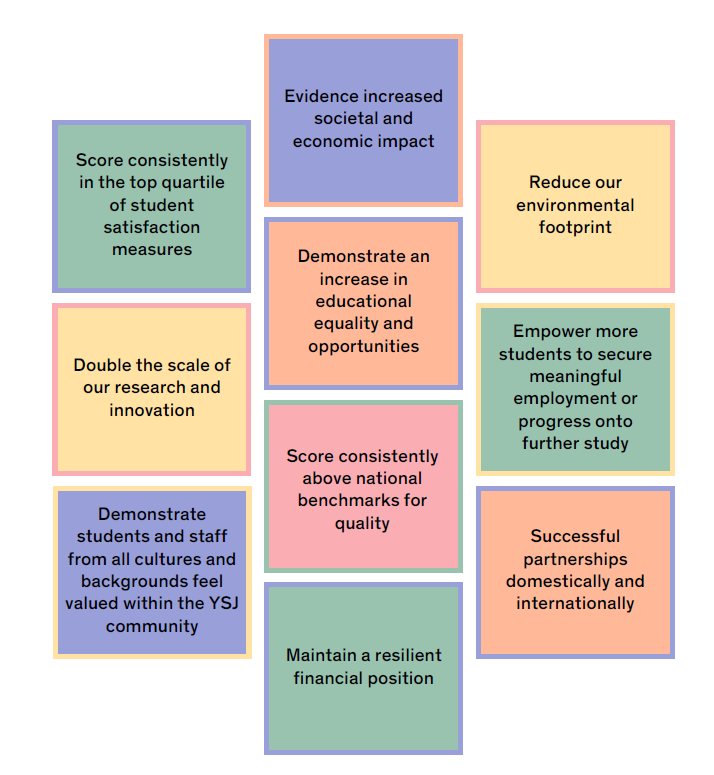 Evidence increased
societal and
economic impact
Score consistently
in the top quartile
of student
satisfaction
measures
Reduce our
environmental
footprint
Demonstrate an
increase in
educational
equality and
opportunities
Double the scale of
our research and
innovation
Empower more
students to secure
meaningful
employment or
progress onto
further study
Score consistently
above national
benchmarks for
quality
Demonstrate
students and staff
from all cultures and
backgrounds feel
valued within the YSJ
community
Successful
partnerships
domestically and
internationally
Maintain a resilient
financial position